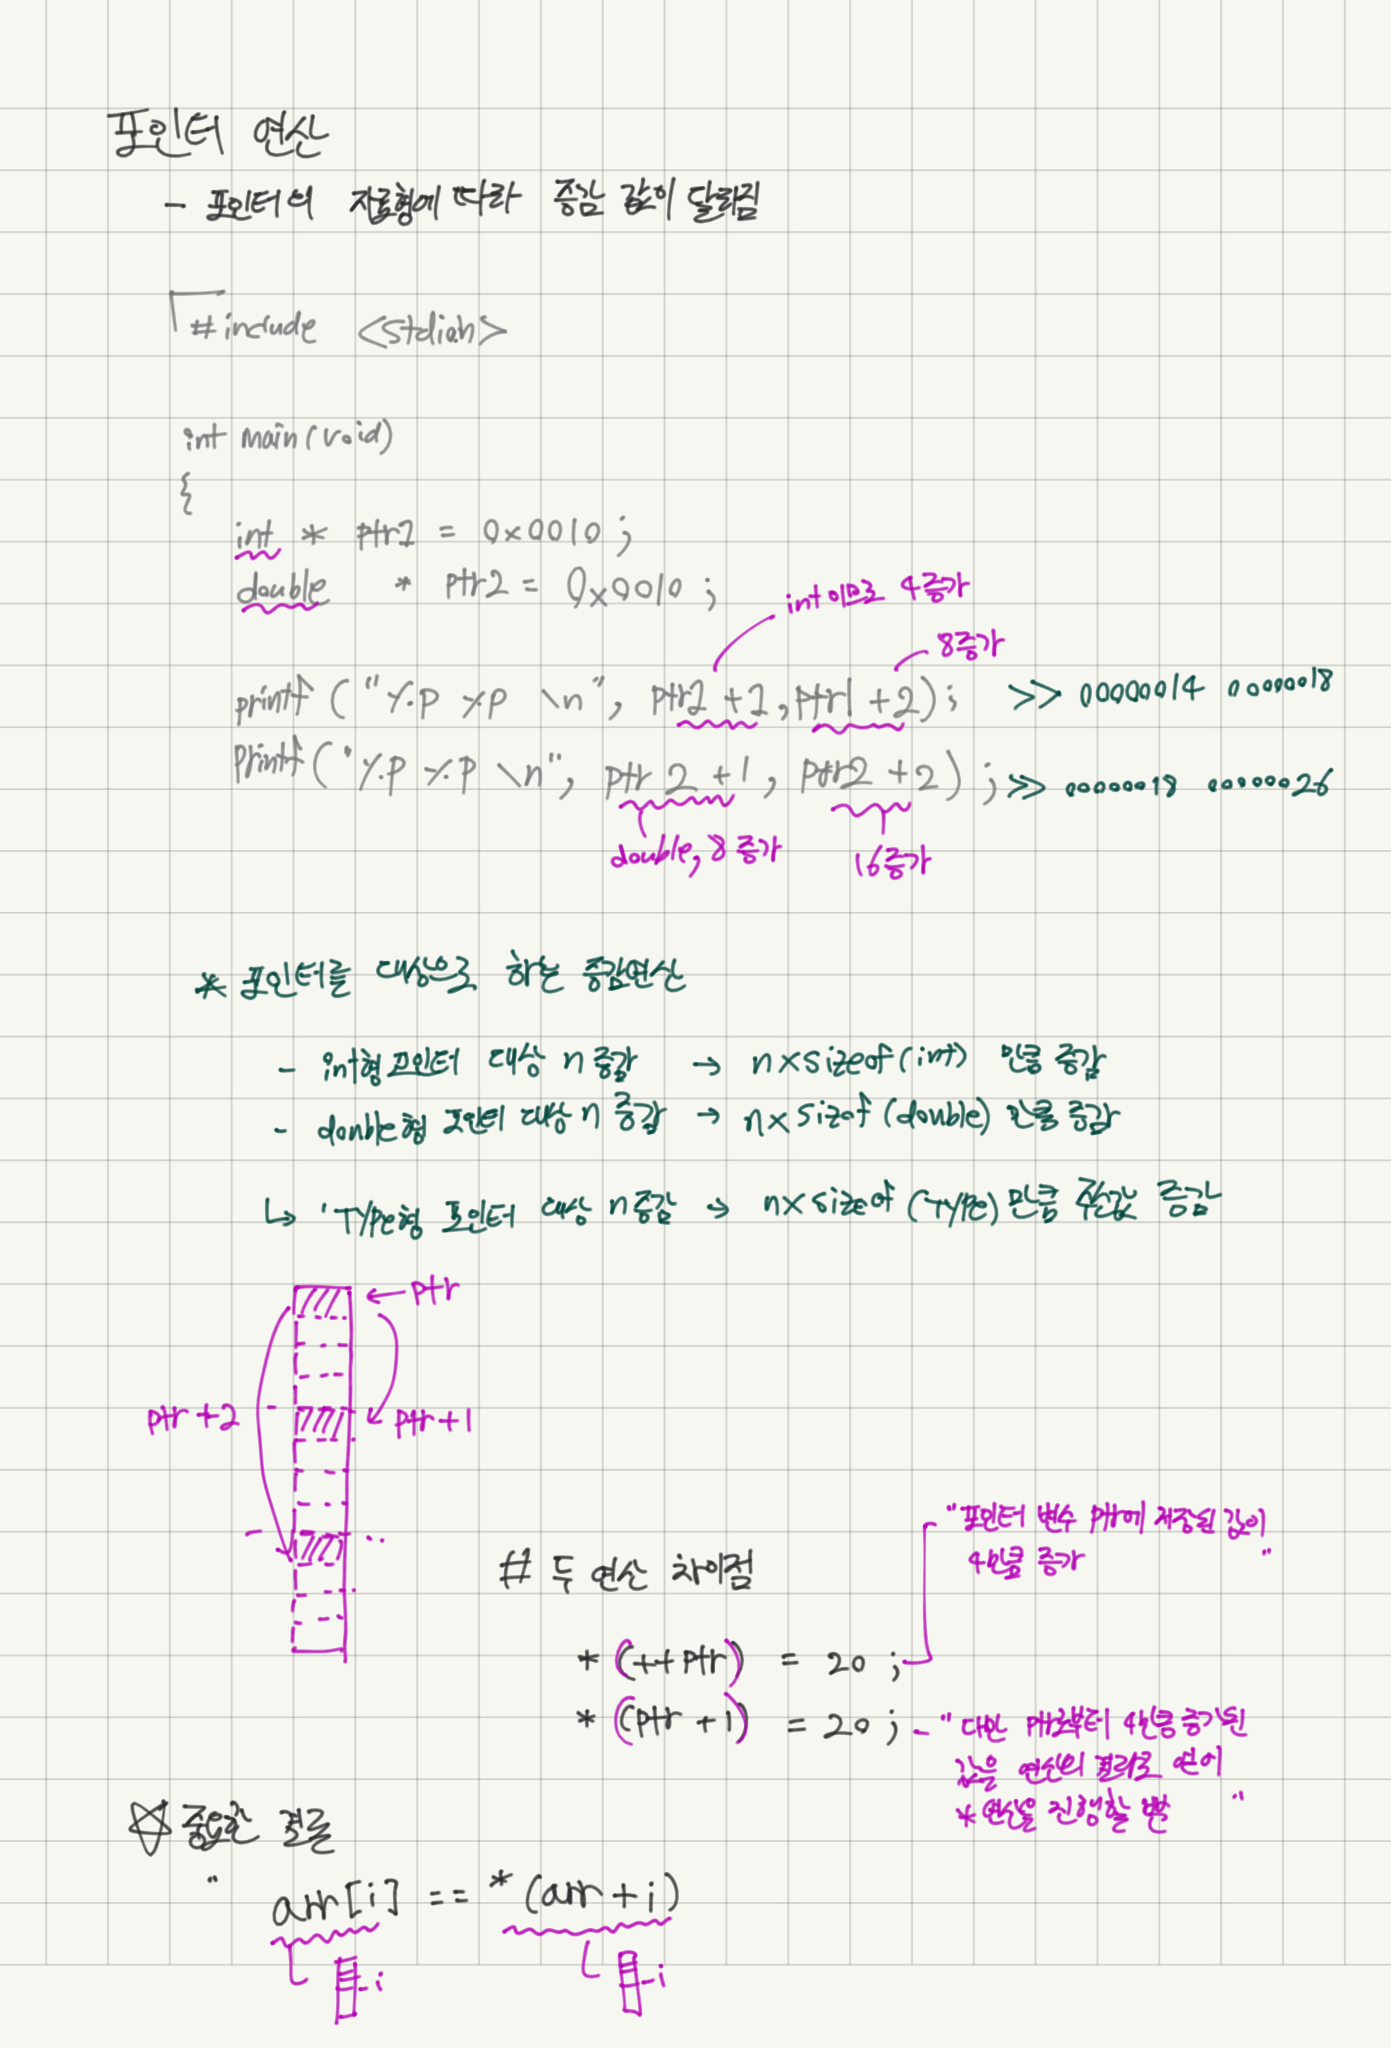 포인터 연산
- 포인터의 자료형에 따라 증감 값이 달라짐
#include <stdio.h>
int main(void)
{
int * ptr1 = 0x0010 ;
double * ptr2 = 0x0010 ;
int이므로 4증가
8증가
printf ("%p %p \n", ptr2 +1, ptr1 +2); >> 00000014 00000018
Printf("%p %p \n", ptr 2 +1, ptr2 +2) ; >> 00000018 00000026
double, 8 증가
16증가
* 포인터를 대상으로 하는 증감연산
- int형 포인터 대상 n 증감 → n×sizeof(int) 만큼 증감
- double형 포인터 대상 n 증감 → n×sizof(double) 만큼 증감
↳ 'TYPE형 포인터 대상 n증감 → n×sizeof(TYPE) 만큼 주소값 증감
← ptr
ptr +2
ptr +1
# 두 연산 차이점
"포인터 변수 ptr에 저장된 값이
4만큼 증가 "
* (++ptr) = 20 ;
* (ptr +1) = 20 ; - "다만 ptr로부터 4만큼 증가된
값을 연산의 결과로 얻어
* 연산을 진행할 뿐 "
☆ 중요한 결론
" arr[i] == *(arr+i)
-i
-i